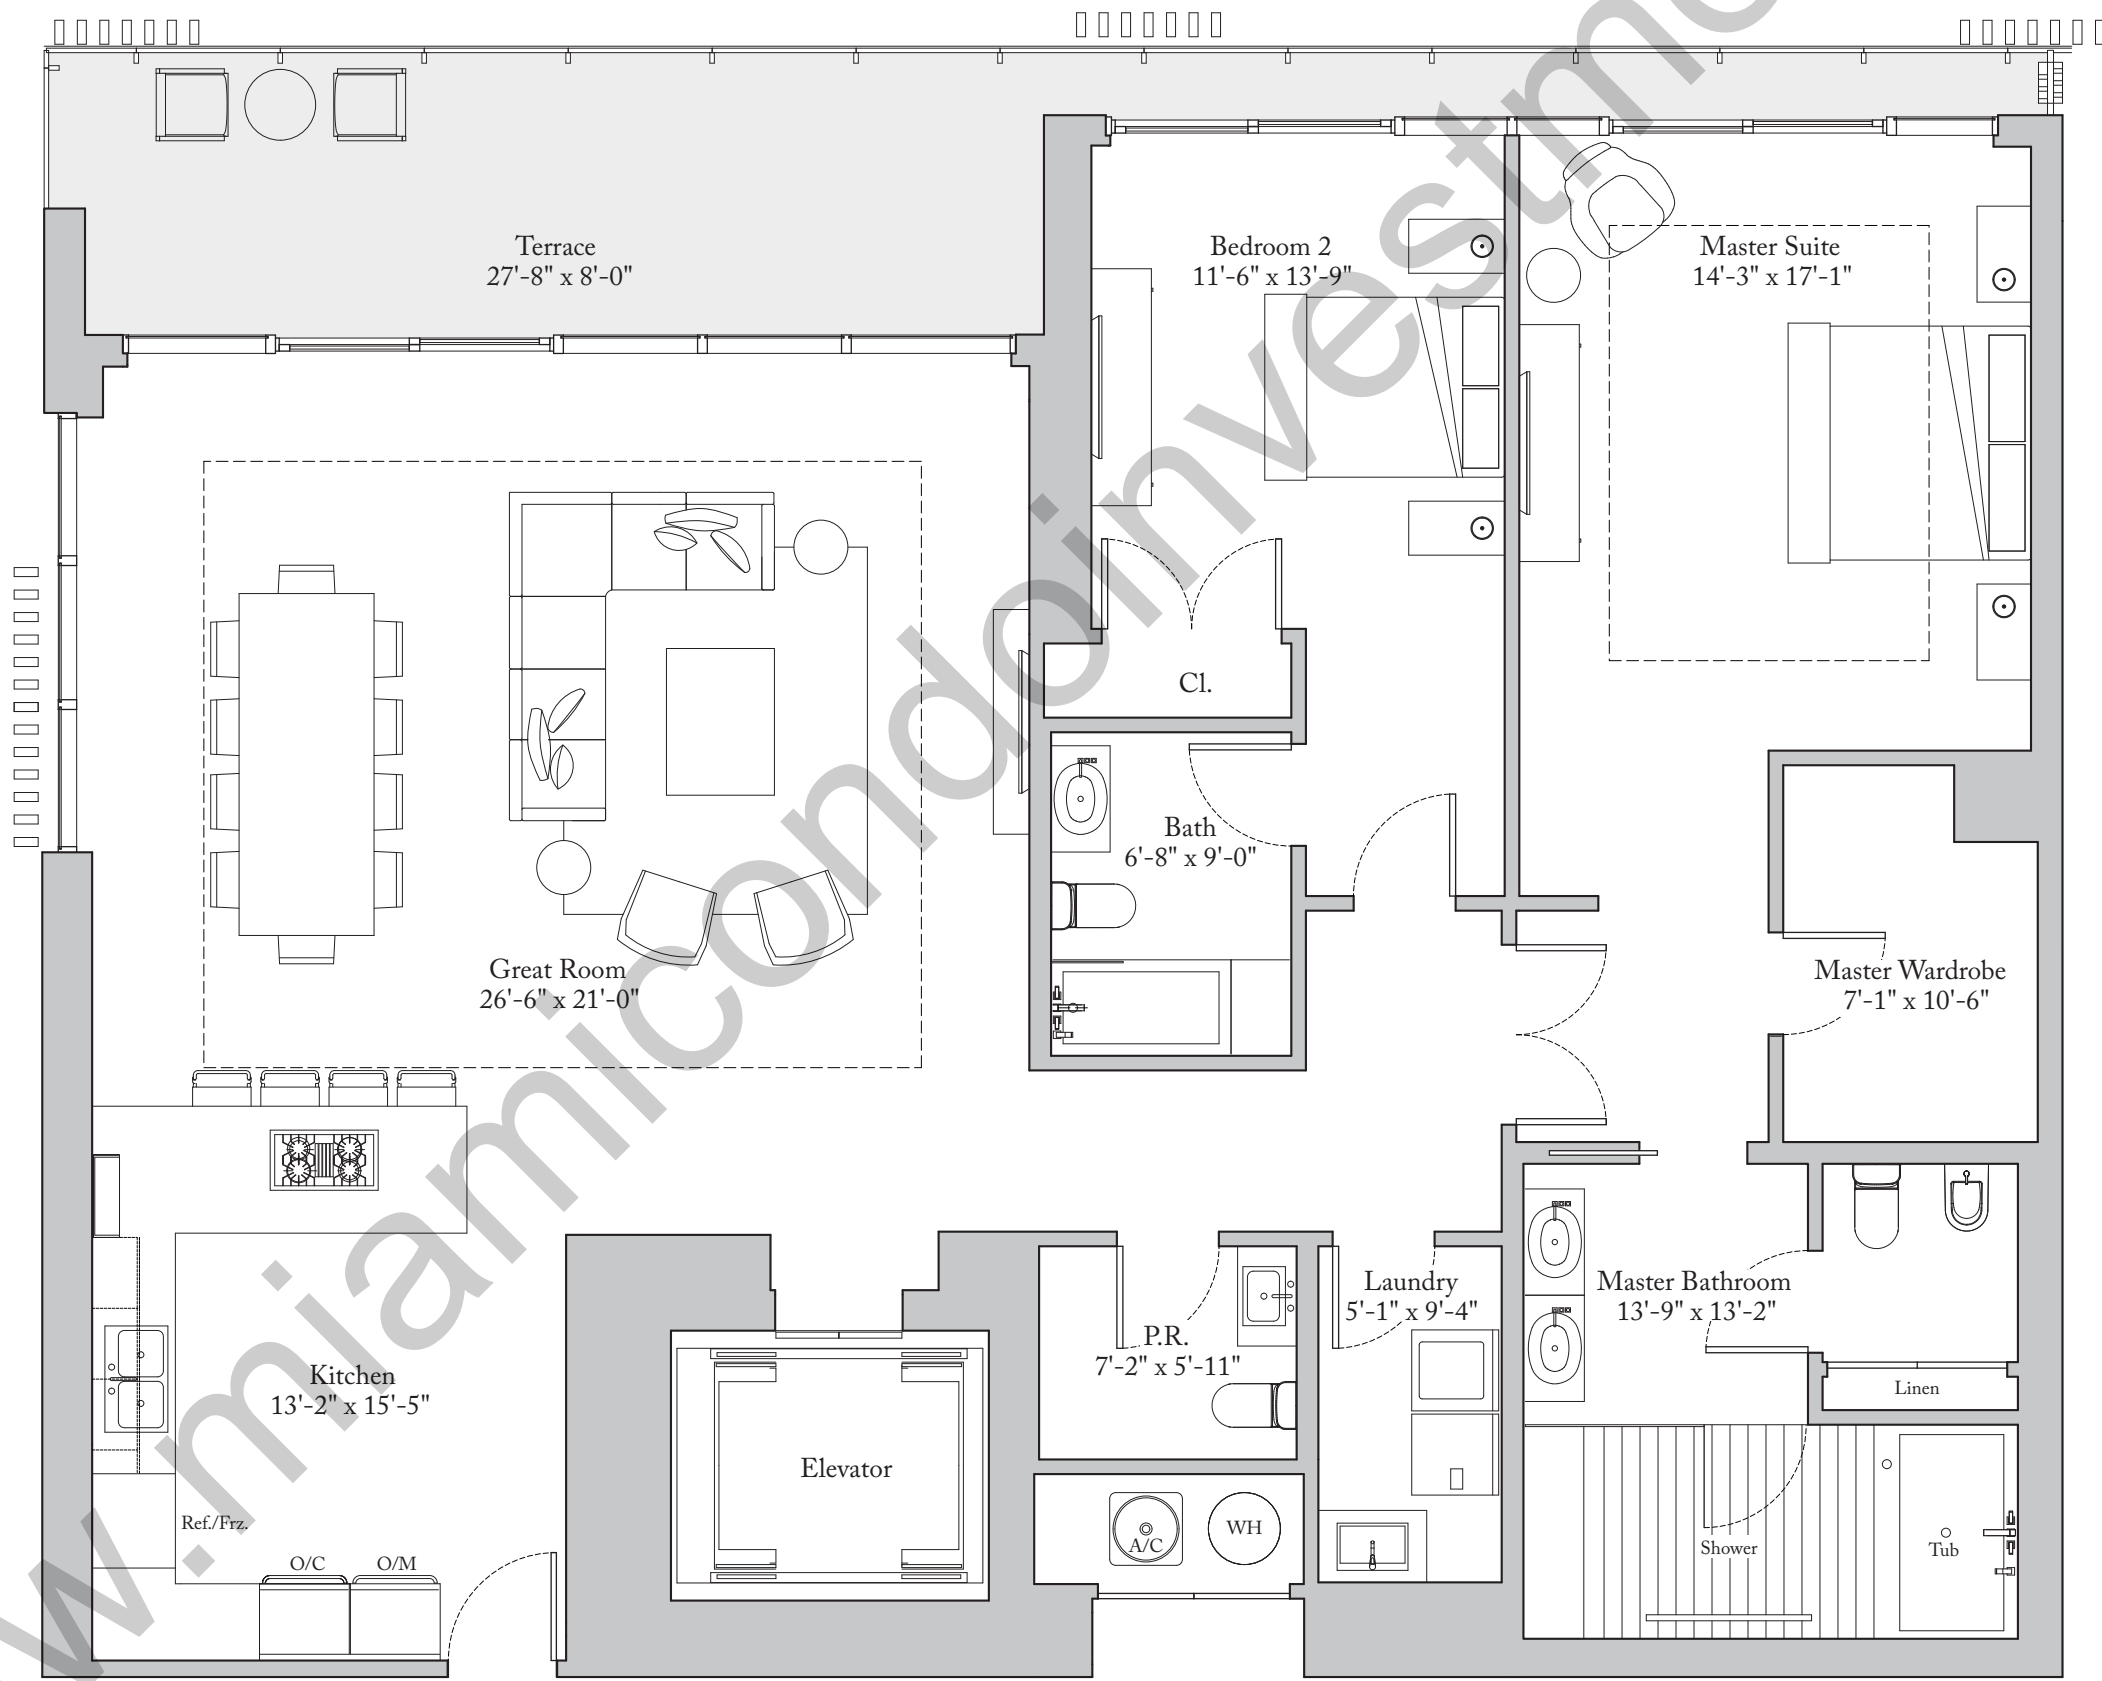 Terrace
27'-8" x 8'-0"
Bedroom 2
11'-6" x 13'-9"
Master Suite
14'-3" x 17'-1"
Cl.
Bath
6'-8" x 9'-0"
Great Room
26'-6" x 21'-0"
Master Wardrobe
7'-1" x 10'-6"
Kitchen
13'-2" x 15'-5"
Ref./Frz.
O/C
O/M
Elevator
P.R.
7'-2" x 5'-11"
A/C
WH
Laundry
5'-1" x 9'-4"
Master Bathroom
13'-9" x 13'-2"
Linen
Shower
Tub
w.miamicondoinvestme